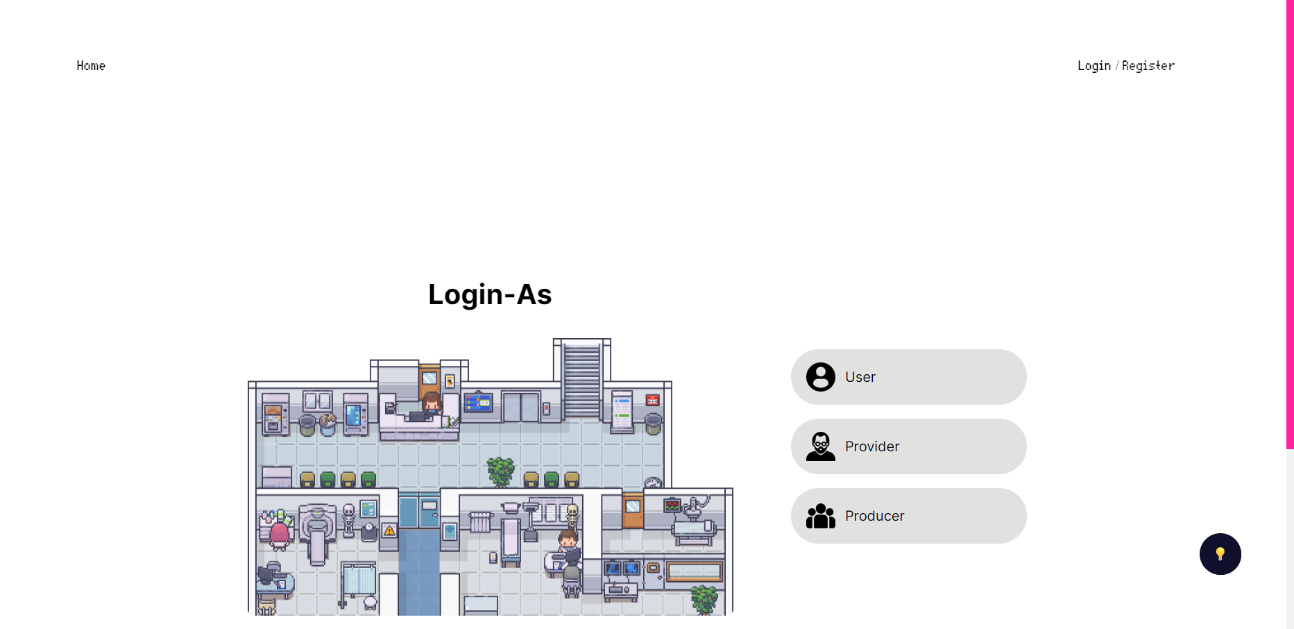 Home
Login / Register
Login-As
User
Provider
Producer